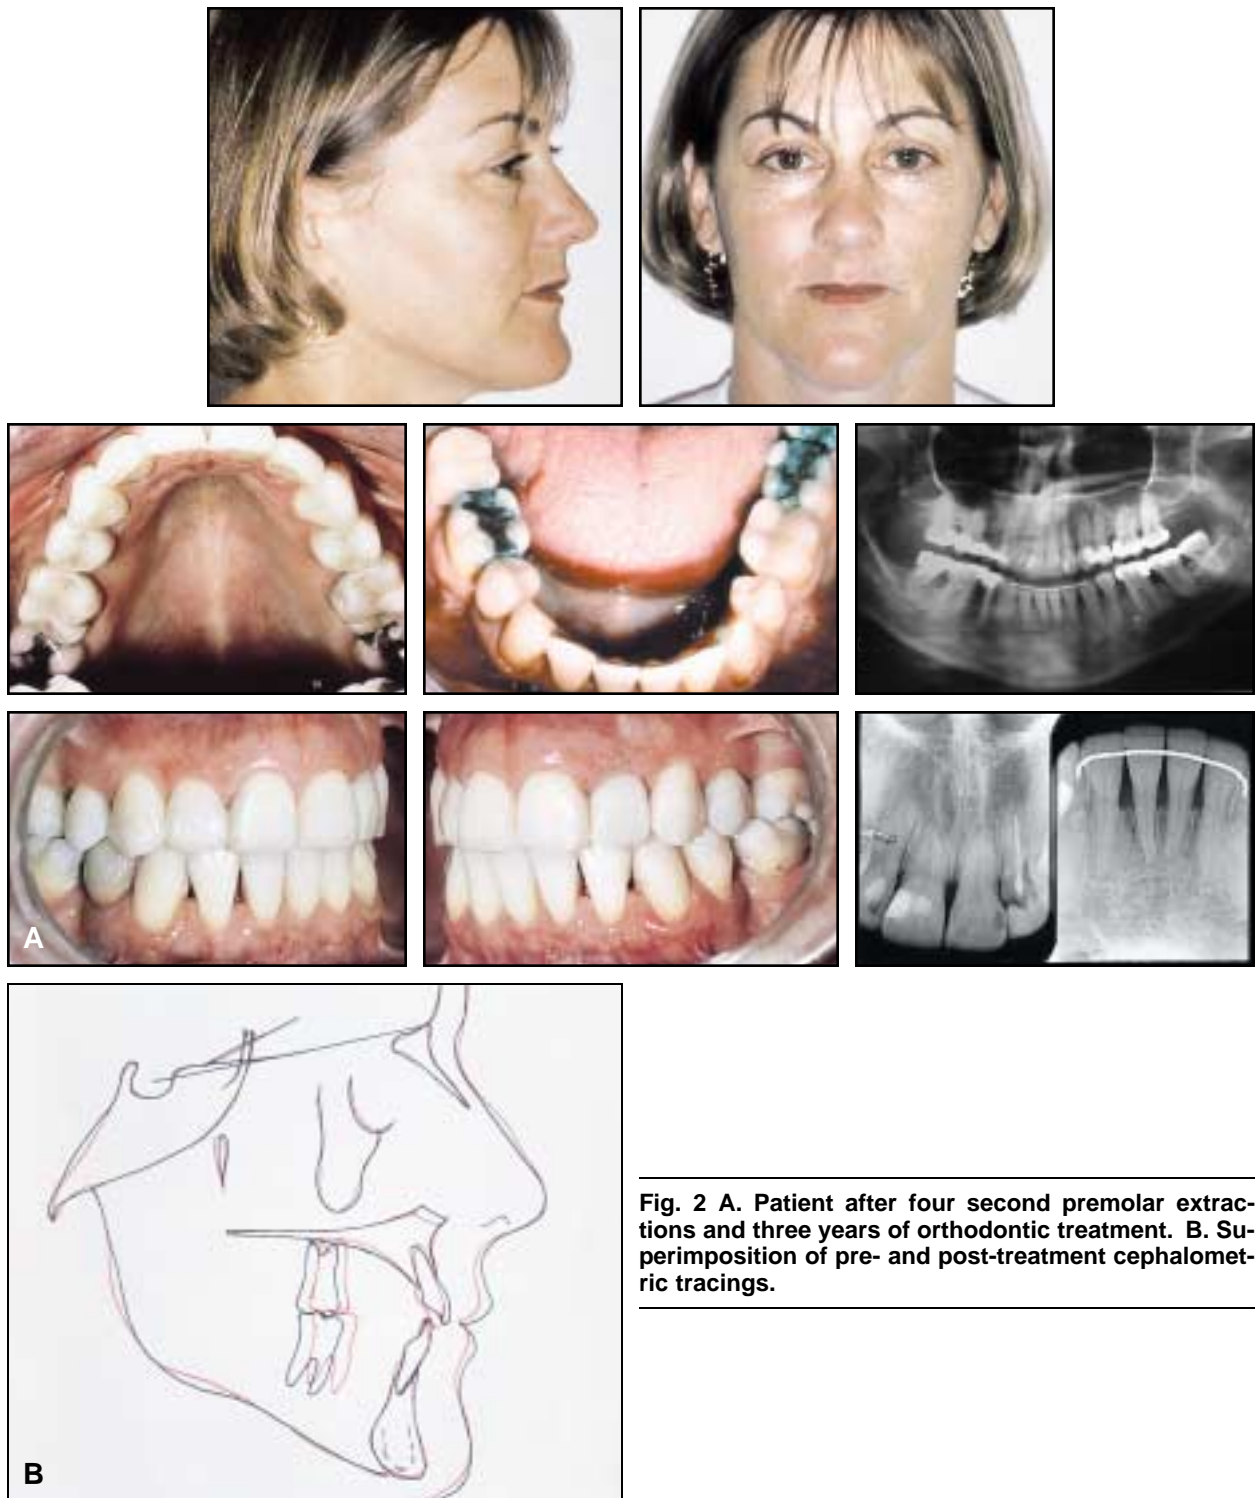 A
B
Fig. 2 A. Patient after four second premolar extrac-
tions and three years of orthodontic treatment. B. Su-
perimposition of pre- and post-treatment cephalomet-
ric tracings.